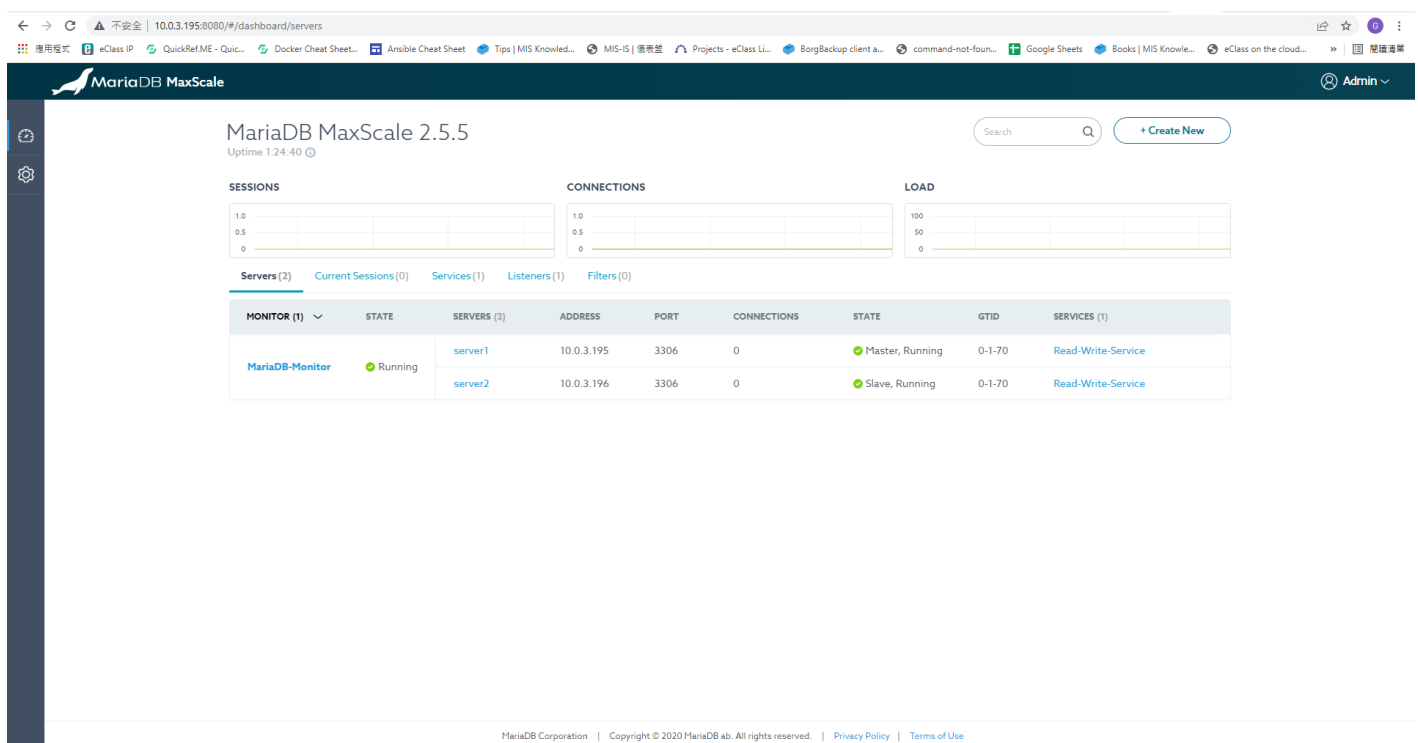 不安全 | 10.0.3.195:8080/#/dashboard/servers G
應用程式 eClass IP QuickRef.ME - Quic... Docker Cheat Sheet... Ansible Cheat Sheet Tips | MIS Knowled... MIS-IS | 儀表盤 Projects - eClass Li... BorgBackup client a... command-not-foun... Google Sheets Books | MIS Knowle... eClass on the cloud... » 閱讀清單
MariaDB MaxScale Admin
MariaDB MaxScale 2.5.5 Search + Create New
Uptime 1:24:40
SESSIONS CONNECTIONS LOAD
1.0 1.0 100
0.5 0.5 50
0 0 0
Servers (2) Current Sessions (0) Services (1) Listeners (1) Filters (0)
MONITOR (1) STATE SERVERS (2) ADDRESS PORT CONNECTIONS STATE GTID SERVICES (1)
server1 10.0.3.195 3306 0 Master, Running 0-1-70 Read-Write-Service
MariaDB-Monitor Running
server2 10.0.3.196 3306 0 Slave, Running 0-1-70 Read-Write-Service
MariaDB Corporation | Copyright © 2020 MariaDB ab. All rights reserved. | Privacy Policy | Terms of Use